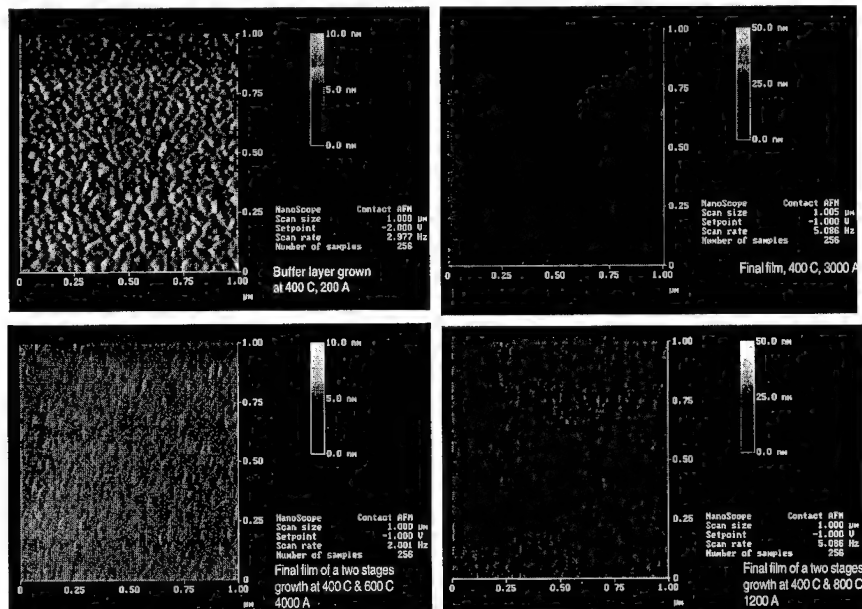 1.00
0.75
0.50
0.25
0
0 0.25 0.50 0.75 1.00
μm
10.0 nm
5.0 nm
0.0 nm
NanoScope Contact AFM
Scan size 1.000 μm
Setpoint -2.000 V
Scan rate 2.977 Hz
Number of samples 256
Buffer layer grown
at 400 C, 200 A
1.00
0.75
0.50
0.25
0
0 0.25 0.50 0.75 1.00
μm
50.0 nm
25.0 nm
0.0 nm
NanoScope Contact AFM
Scan size 1.005 μm
Setpoint -1.000 V
Scan rate 5.086 Hz
Number of samples 256
Final film, 400 C, 3000 A
1.00
0.75
0.50
0.25
0
0 0.25 0.50 0.75 1.00
μm
10.0 nm
5.0 nm
0.0 nm
NanoScope Contact AFM
Scan size 1.000 μm
Setpoint -1.000 V
Scan rate 2.001 Hz
Number of samples 256
Final film of a two stages
growth at 400 C & 600 C
4000 A
1.00
0.75
0.50
0.25
0
0 0.25 0.50 0.75 1.00
μm
50.0 nm
25.0 nm
0.0 nm
NanoScope Contact AFM
Scan size 1.000 μm
Setpoint -1.000 V
Scan rate 5.086 Hz
Number of samples 256
Final film of a two stages
growth at 400 C & 800 C
1200 A